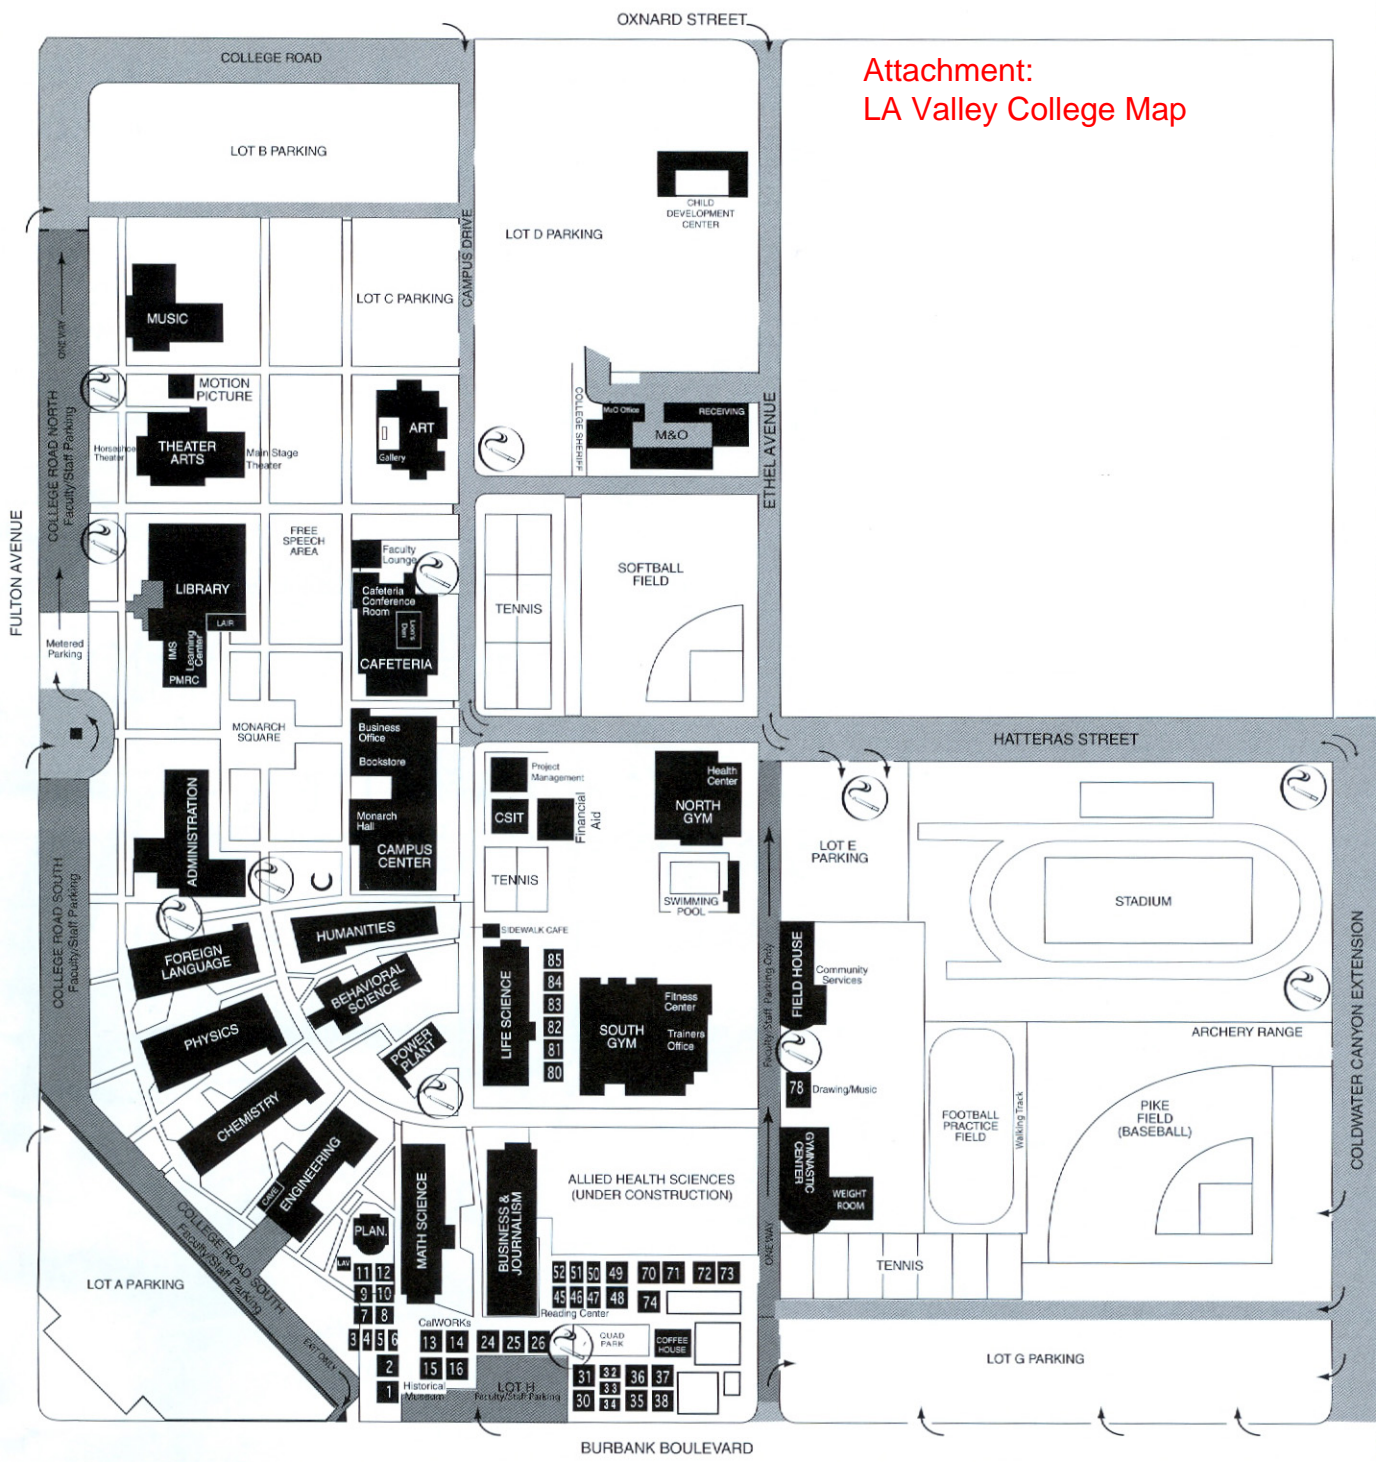 OXNARD STREET
COLLEGE ROAD
Attachment:
LA Valley College Map
LOT B PARKING
CHILD
DEVELOPMENT
CENTER
CAMPUS DRIVE
LOT D PARKING
LOT C PARKING
MUSIC
ONE WAY
MOTION
PICTURE
COLLEGE ROAD NORTH
Faculty/Staff Parking
Horseshoe
Theater
THEATER
ARTS
Main Stage
Theater
ART
Gallery
COLLEGE SHERIFF
M&O Office
RECEIVING
M&O
ETHEL AVENUE
FULTON AVENUE
FREE
SPEECH
AREA
Faculty
Lounge
LIBRARY
LAIR
IMS
Learning
Center
PMRC
Cafeteria
Conference
Room
Lion's
Den
CAFETERIA
TENNIS
SOFTBALL
FIELD
Metered
Parking
MONARCH
SQUARE
Business
Office
Bookstore
Monarch
Hall
CAMPUS
CENTER
HATTERAS STREET
Project
Management
CSIT
Financial
Aid
Health
Center
NORTH
GYM
LOT E
PARKING
ADMINISTRATION
TENNIS
SWIMMING
POOL
STADIUM
COLLEGE ROAD SOUTH
Faculty/Staff Parking
C
HUMANITIES
SIDEWALK CAFE
FOREIGN
LANGUAGE
BEHAVIORAL
SCIENCE
LIFE SCIENCE
85
84
83
82
81
80
Fitness
Center
SOUTH
GYM
Trainers
Office
Faculty/Staff Parking Only
FIELD HOUSE
Community
Services
COLDWATER CANYON EXTENSION
ARCHERY RANGE
PHYSICS
POWER
PLANT
78
Drawing/Music
CHEMISTRY
FOOTBALL
PRACTICE
FIELD
Walking Track
PIKE
FIELD
(BASEBALL)
ENGINEERING
CAVE
MATH SCIENCE
BUSINESS &
JOURNALISM
ALLIED HEALTH SCIENCES
(UNDER CONSTRUCTION)
GYMNASTIC
CENTER
WEIGHT
ROOM
ONE WAY
COLLEGE ROAD SOUTH
Faculty/Staff Parking
PLAN.
LAV
TENNIS
LOT A PARKING
11 12
9 10
7 8
3 4 5 6
2
1
EXIT ONLY
52 51 50 49 70 71 72 73
45 46 47 48 74
Reading Center
CalWORKs
13 14 24 25 26
QUAD
PARK
COFFEE
HOUSE
15 16
Historical
Museum
LOT H
Faculty/Staff Parking
31 32 36 37
33
30 34 35 38
LOT G PARKING
BURBANK BOULEVARD